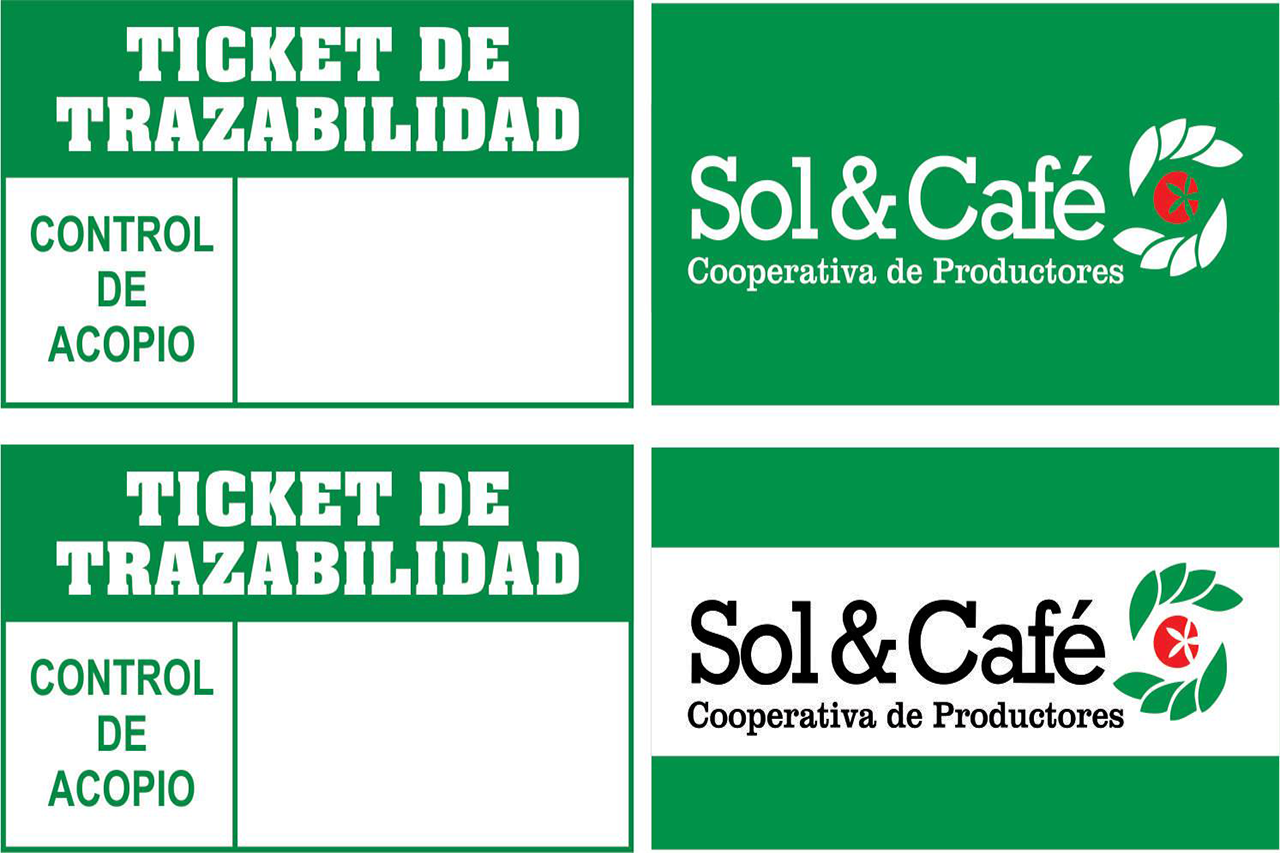 TICKET DE
TRAZABILIDAD
CONTROL
DE
ACOPIO
Sol & Café
Cooperativa de Productores
TICKET DE
TRAZABILIDAD
CONTROL
DE
ACOPIO
Sol & Café
Cooperativa de Productores